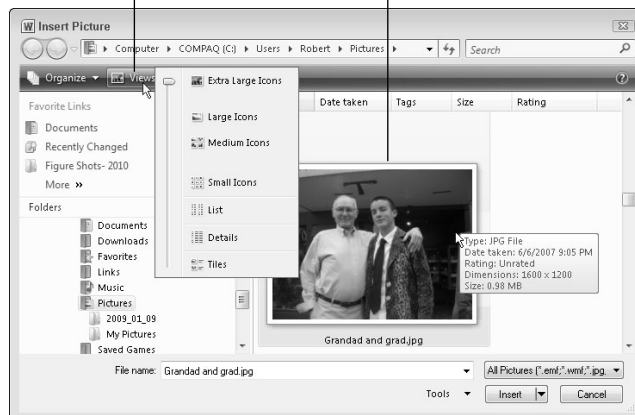 Insert Picture
Computer COMPAQ (C:) Users Robert Pictures Search
Organize Views
Favorite Links
Documents
Recently Changed
Figure Shots- 2010
More »
Folders
Documents
Downloads
Favorites
Links
Music
Pictures
2009_01_09
My Pictures
Saved Games
Extra Large Icons
Large Icons
Medium Icons
Small Icons
List
Details
Tiles
Date taken Tags Size Rating
Type: JPG File
Date taken: 6/6/2007 9:05 PM
Rating: Unrated
Dimensions: 1600 x 1200
Size: 0.98 MB
Grandad and grad.jpg
File name: Grandad and grad.jpg All Pictures (*.emf;*.wmf;*.jpg,
Tools Insert Cancel